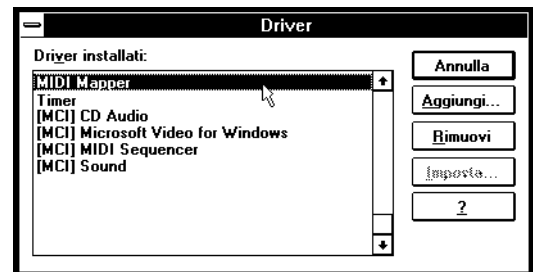 Driver
Driver installati:
MIDI Mapper
Timer
[MCI] CD Audio
[MCI] Microsoft Video for Windows
[MCI] MIDI Sequencer
[MCI] Sound
Annulla
Aggiungi...
Rimuovi
Imposta...
?